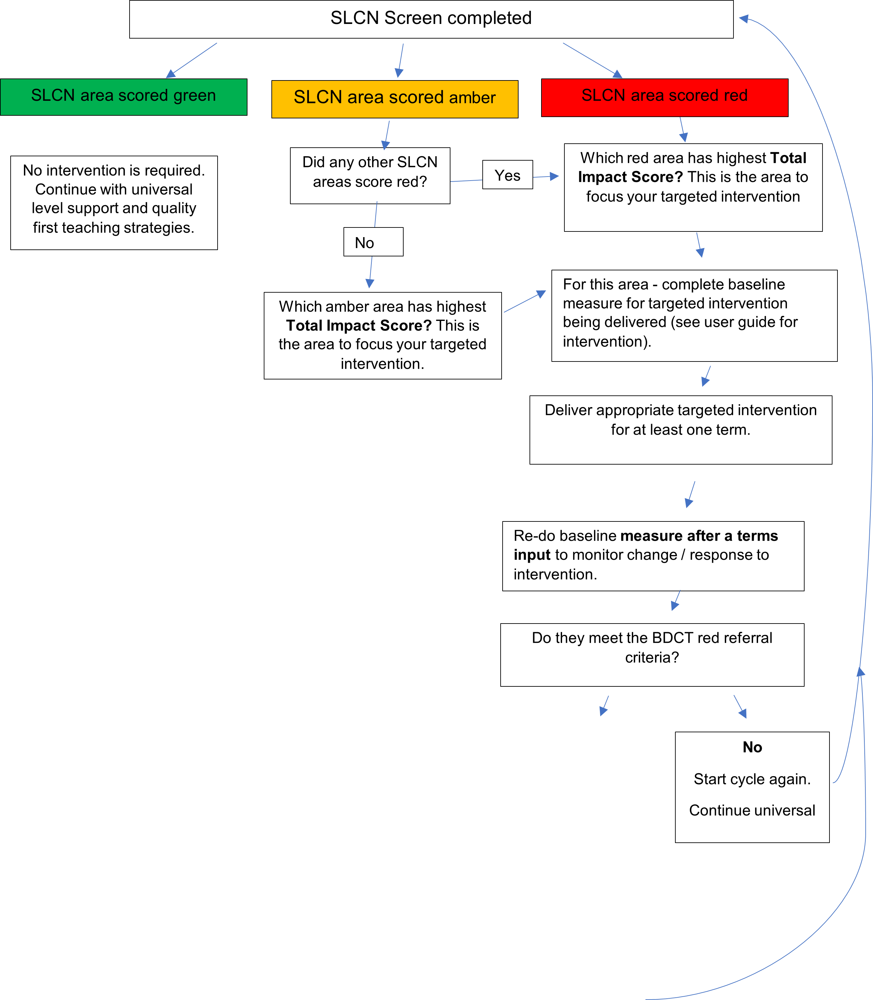 SLCN Screen completed
SLCN area scored green
SLCN area scored amber
SLCN area scored red
No intervention is required.
Continue with universal
level support and quality
first teaching strategies.
Did any other SLCN
areas score red?
Yes
Which red area has highest Total
Impact Score? This is the area to
focus your targeted intervention
No
Which amber area has highest
Total Impact Score? This is
the area to focus your targeted
intervention.
For this area - complete baseline
measure for targeted intervention
being delivered (see user guide for
intervention).
Deliver appropriate targeted intervention
for at least one term.
Re-do baseline measure after a terms
input to monitor change / response to
intervention.
Do they meet the BDCT red referral
criteria?
No
Start cycle again.
Continue universal